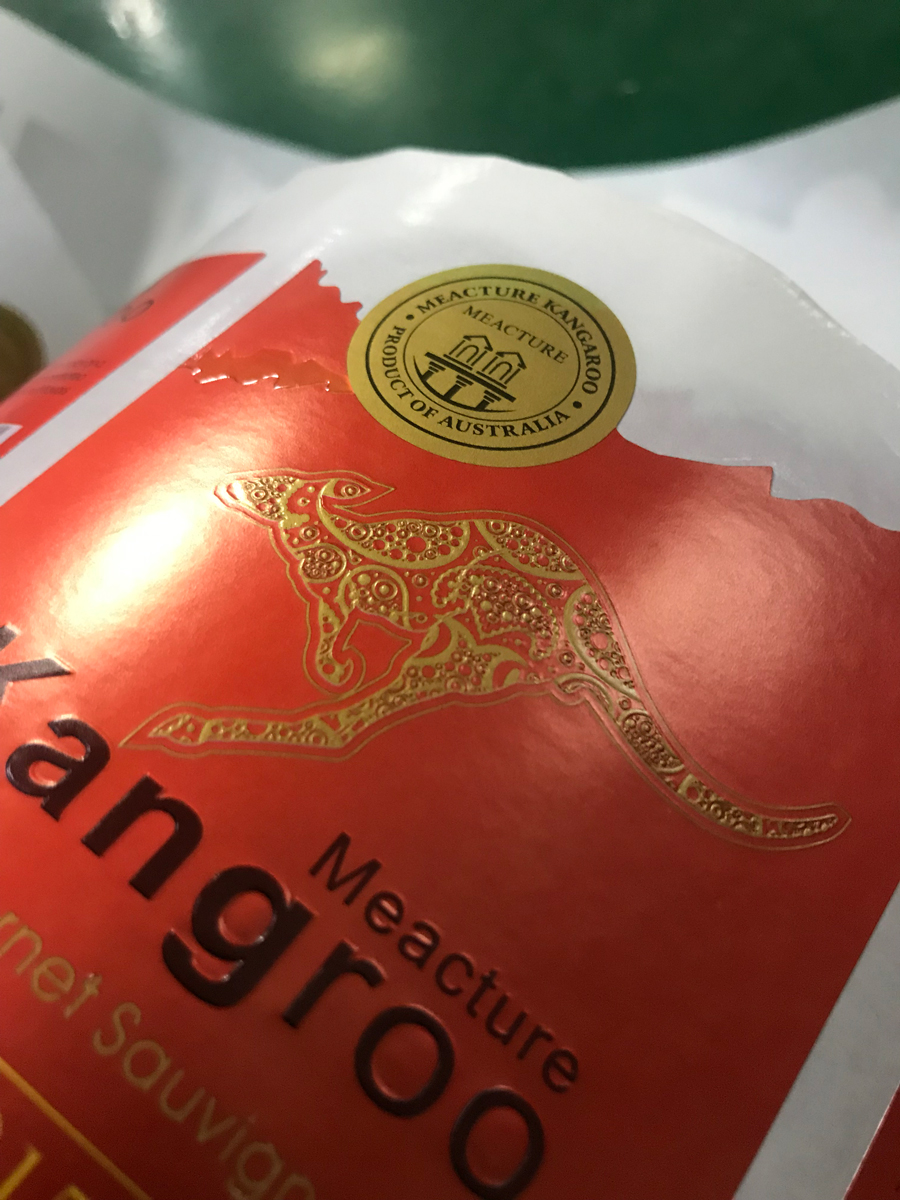 MEACTURE KANGAROO
MEACTURE
PRODUCT OF AUSTRALIA
Meacture
Kangroo
rnet Sauvign